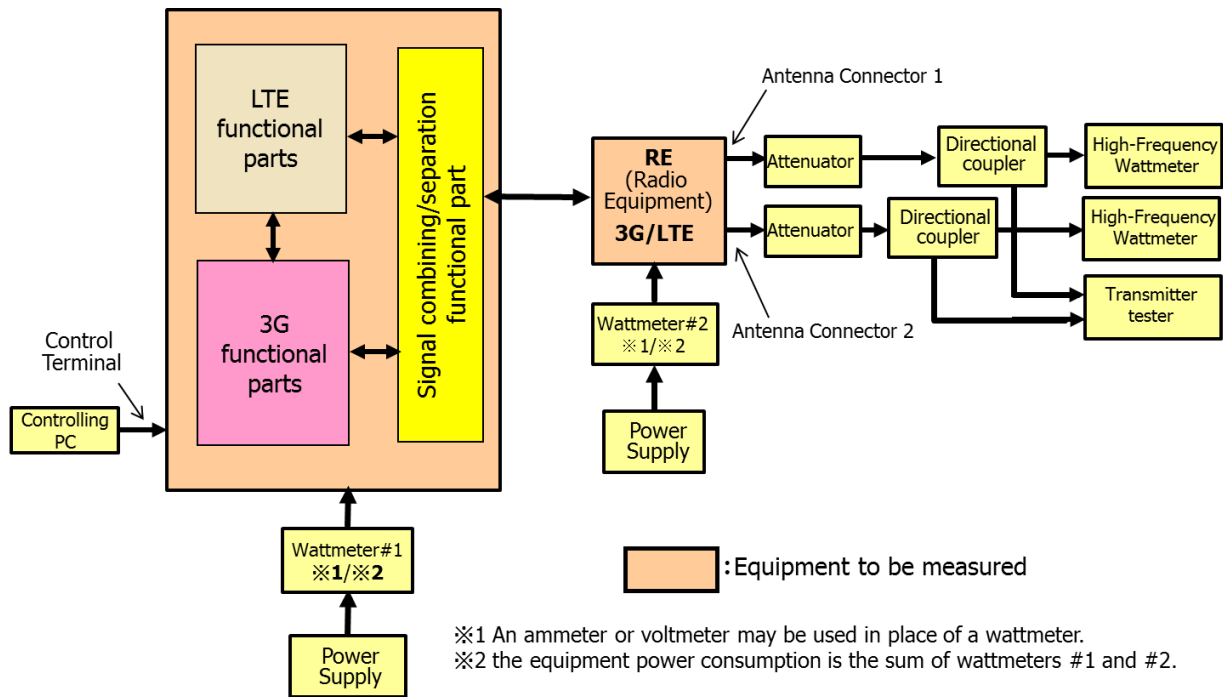 LTE
functional
parts
3G
functional
parts
Signal combining/separation
functional part
Control
Terminal
Controlling
PC
Wattmeter#1
※1/※2
Power
Supply
RE
(Radio
Equipment)
3G/LTE
Wattmeter#2
※1/※2
Power
Supply
Antenna Connector 1
Antenna Connector 2
Attenuator
Directional
coupler
High-Frequency
Wattmeter
Attenuator
Directional
coupler
High-Frequency
Wattmeter
Transmitter
tester
:Equipment to be measured
※1 An ammeter or voltmeter may be used in place of a wattmeter.
※2 the equipment power consumption is the sum of wattmeters #1 and #2.